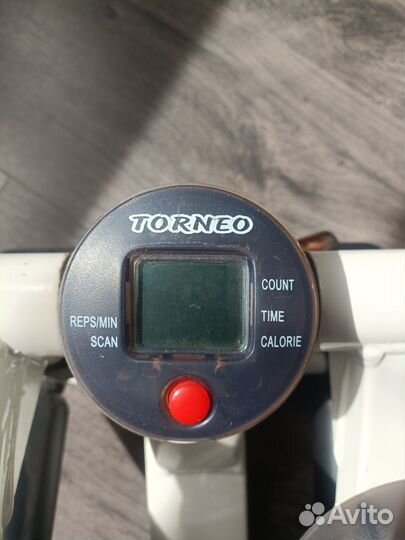 TORNEO
COUNT
REPS/MIN
TIME
SCAN
CALORIE
Avito